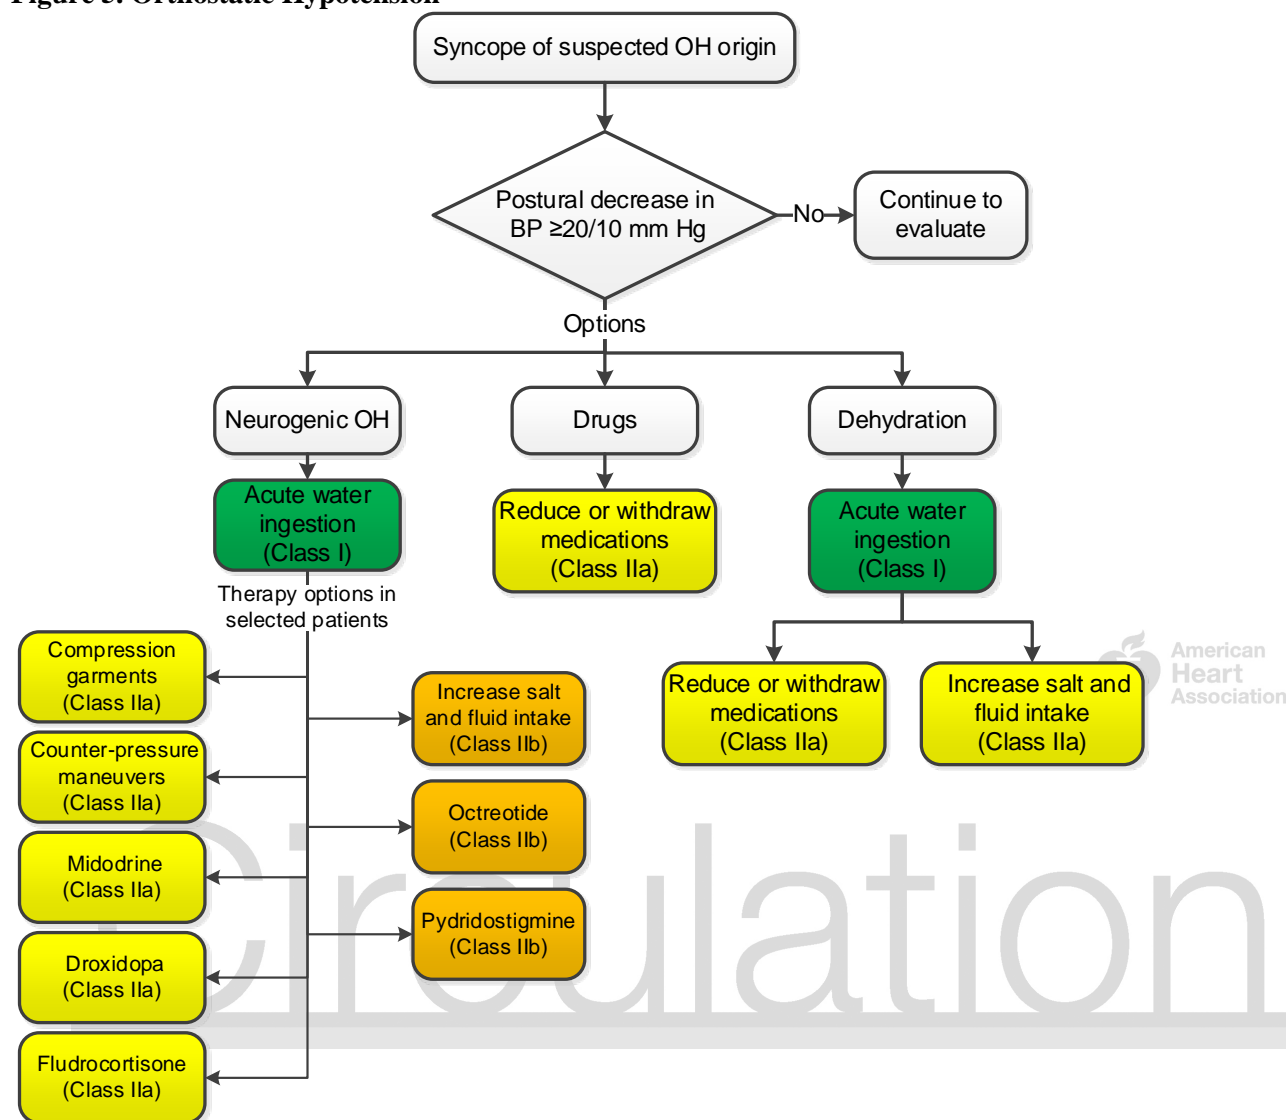 Figure 5. Orthostatic Hypotension
Syncope of suspected OH origin
Postural decrease in
BP ≥20/10 mm Hg
No
Continue to
evaluate
Options
Neurogenic OH
Drugs
Dehydration
Acute water
ingestion
(Class I)
Reduce or withdraw
medications
(Class IIa)
Acute water
ingestion
(Class I)
Therapy options in
selected patients
Compression
garments
(Class IIa)
Counter-pressure
maneuvers
(Class IIa)
Midodrine
(Class IIa)
Droxidopa
(Class IIa)
Fludrocortisone
(Class IIa)
Increase salt
and fluid intake
(Class IIb)
Octreotide
(Class IIb)
Pydridostigmine
(Class IIb)
Reduce or withdraw
medications
(Class IIa)
Increase salt and
fluid intake
(Class IIa)
American
Heart
Association
Circulation